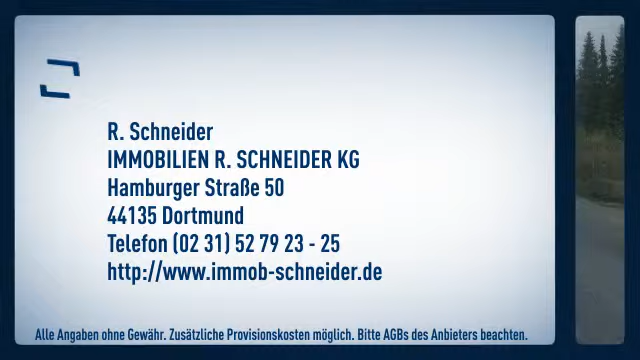 R. Schneider
IMMOBILIEN R. SCHNEIDER KG
Hamburger Straße 50
44135 Dortmund
Telefon (02 31) 52 79 23 - 25
http://www.immob-schneider.de
Alle Angaben ohne Gewähr. Zusätzliche Provisionskosten möglich. Bitte AGBs des Anbieters beachten.